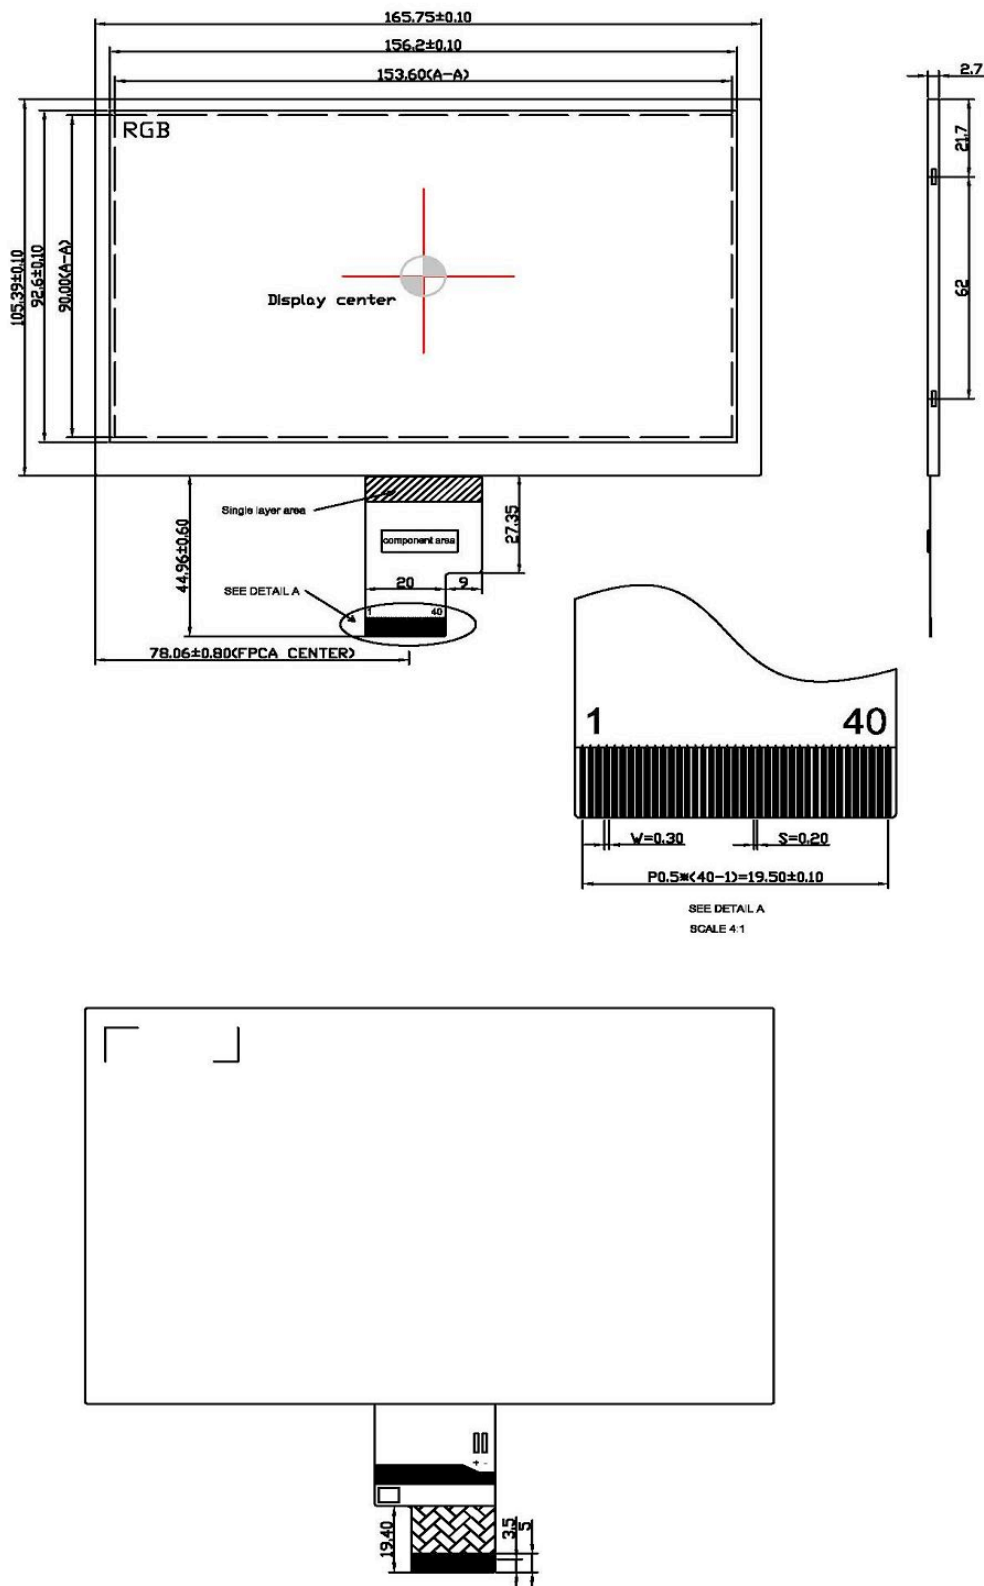 165.75±0.10
156.2±0.10
153.60(A-A)
2.7
RGB
21.7
105.39±0.10
92.6±0.10
90.00(A-A)
62
Display center
Single layer area
component area
44.96±0.60
27.35
20
9
SEE DETAIL A
1
40
78.06±0.80(FPCA CENTER)
1
40
W=0.30
S=0.20
P0.5*(40-1)=19.50±0.10
SEE DETAIL A
SCALE 4:1
+ -
19.40
3.5
5